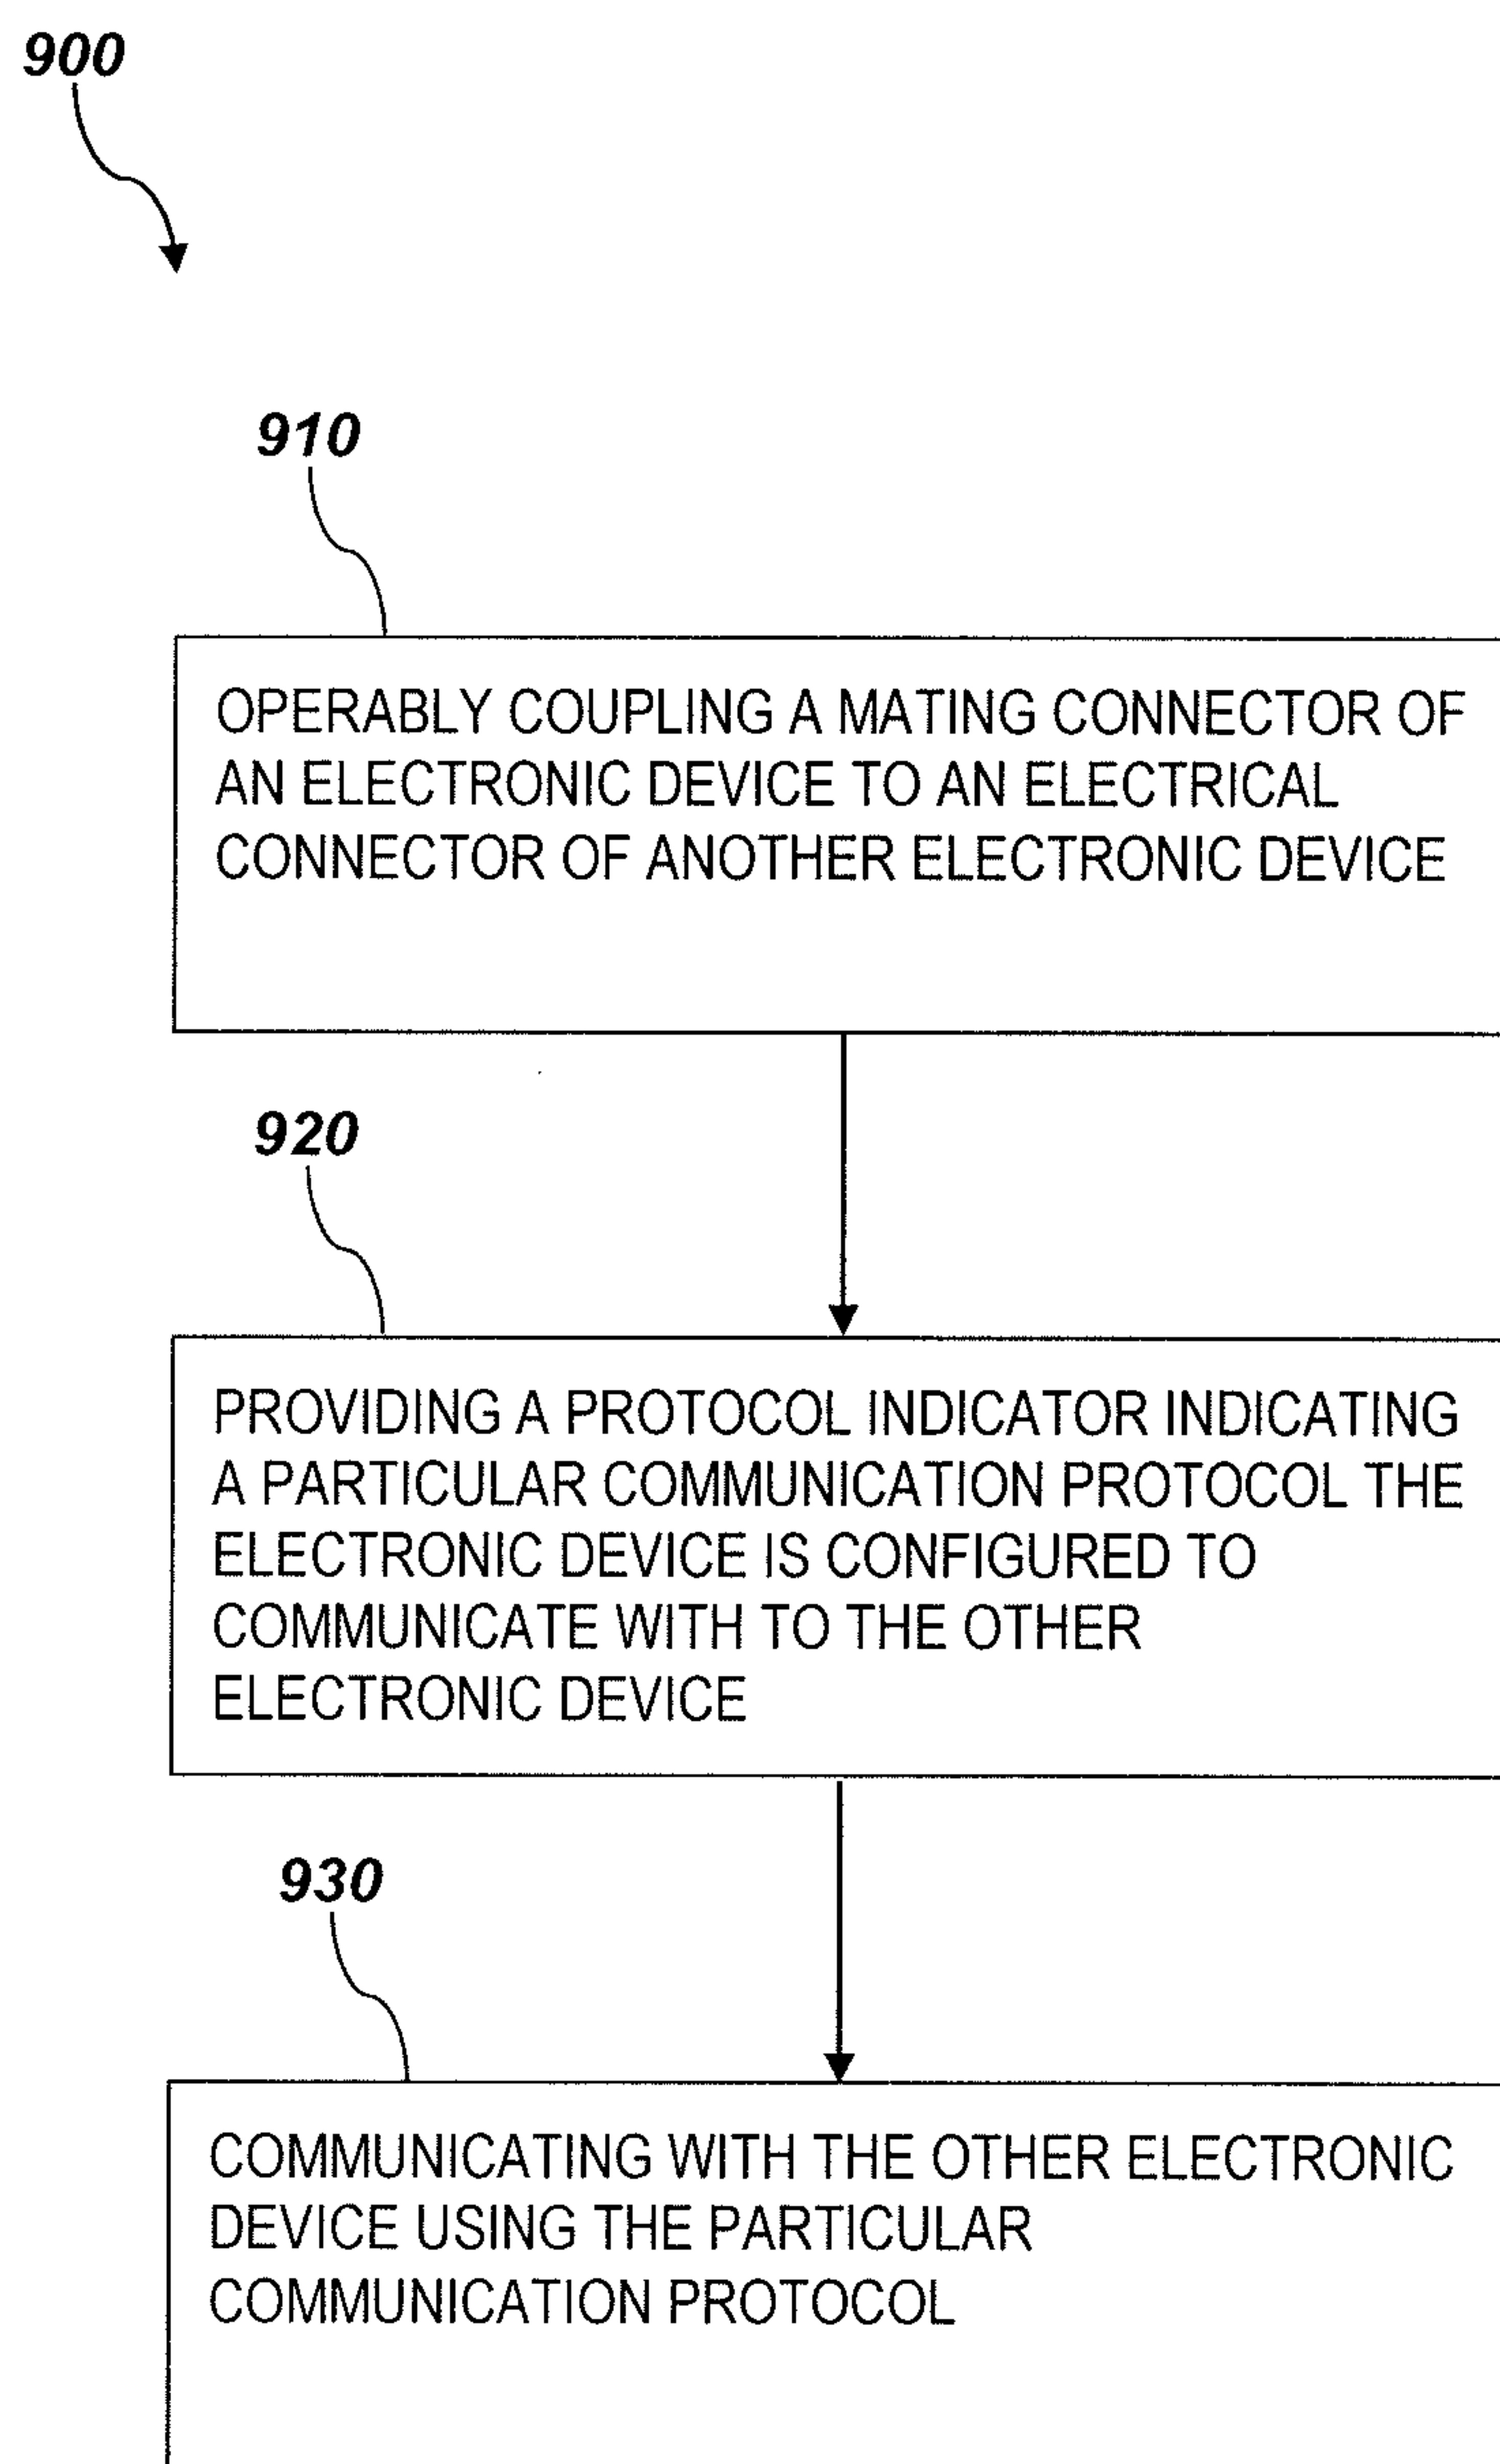 900
910
OPERABLY COUPLING A MATING CONNECTOR OF
AN ELECTRONIC DEVICE TO AN ELECTRICAL
CONNECTOR OF ANOTHER ELECTRONIC DEVICE
920
PROVIDING A PROTOCOL INDICATOR INDICATING
A PARTICULAR COMMUNICATION PROTOCOL THE
ELECTRONIC DEVICE IS CONFIGURED TO
COMMUNICATE WITH TO THE OTHER
ELECTRONIC DEVICE
930
COMMUNICATING WITH THE OTHER ELECTRONIC
DEVICE USING THE PARTICULAR
COMMUNICATION PROTOCOL